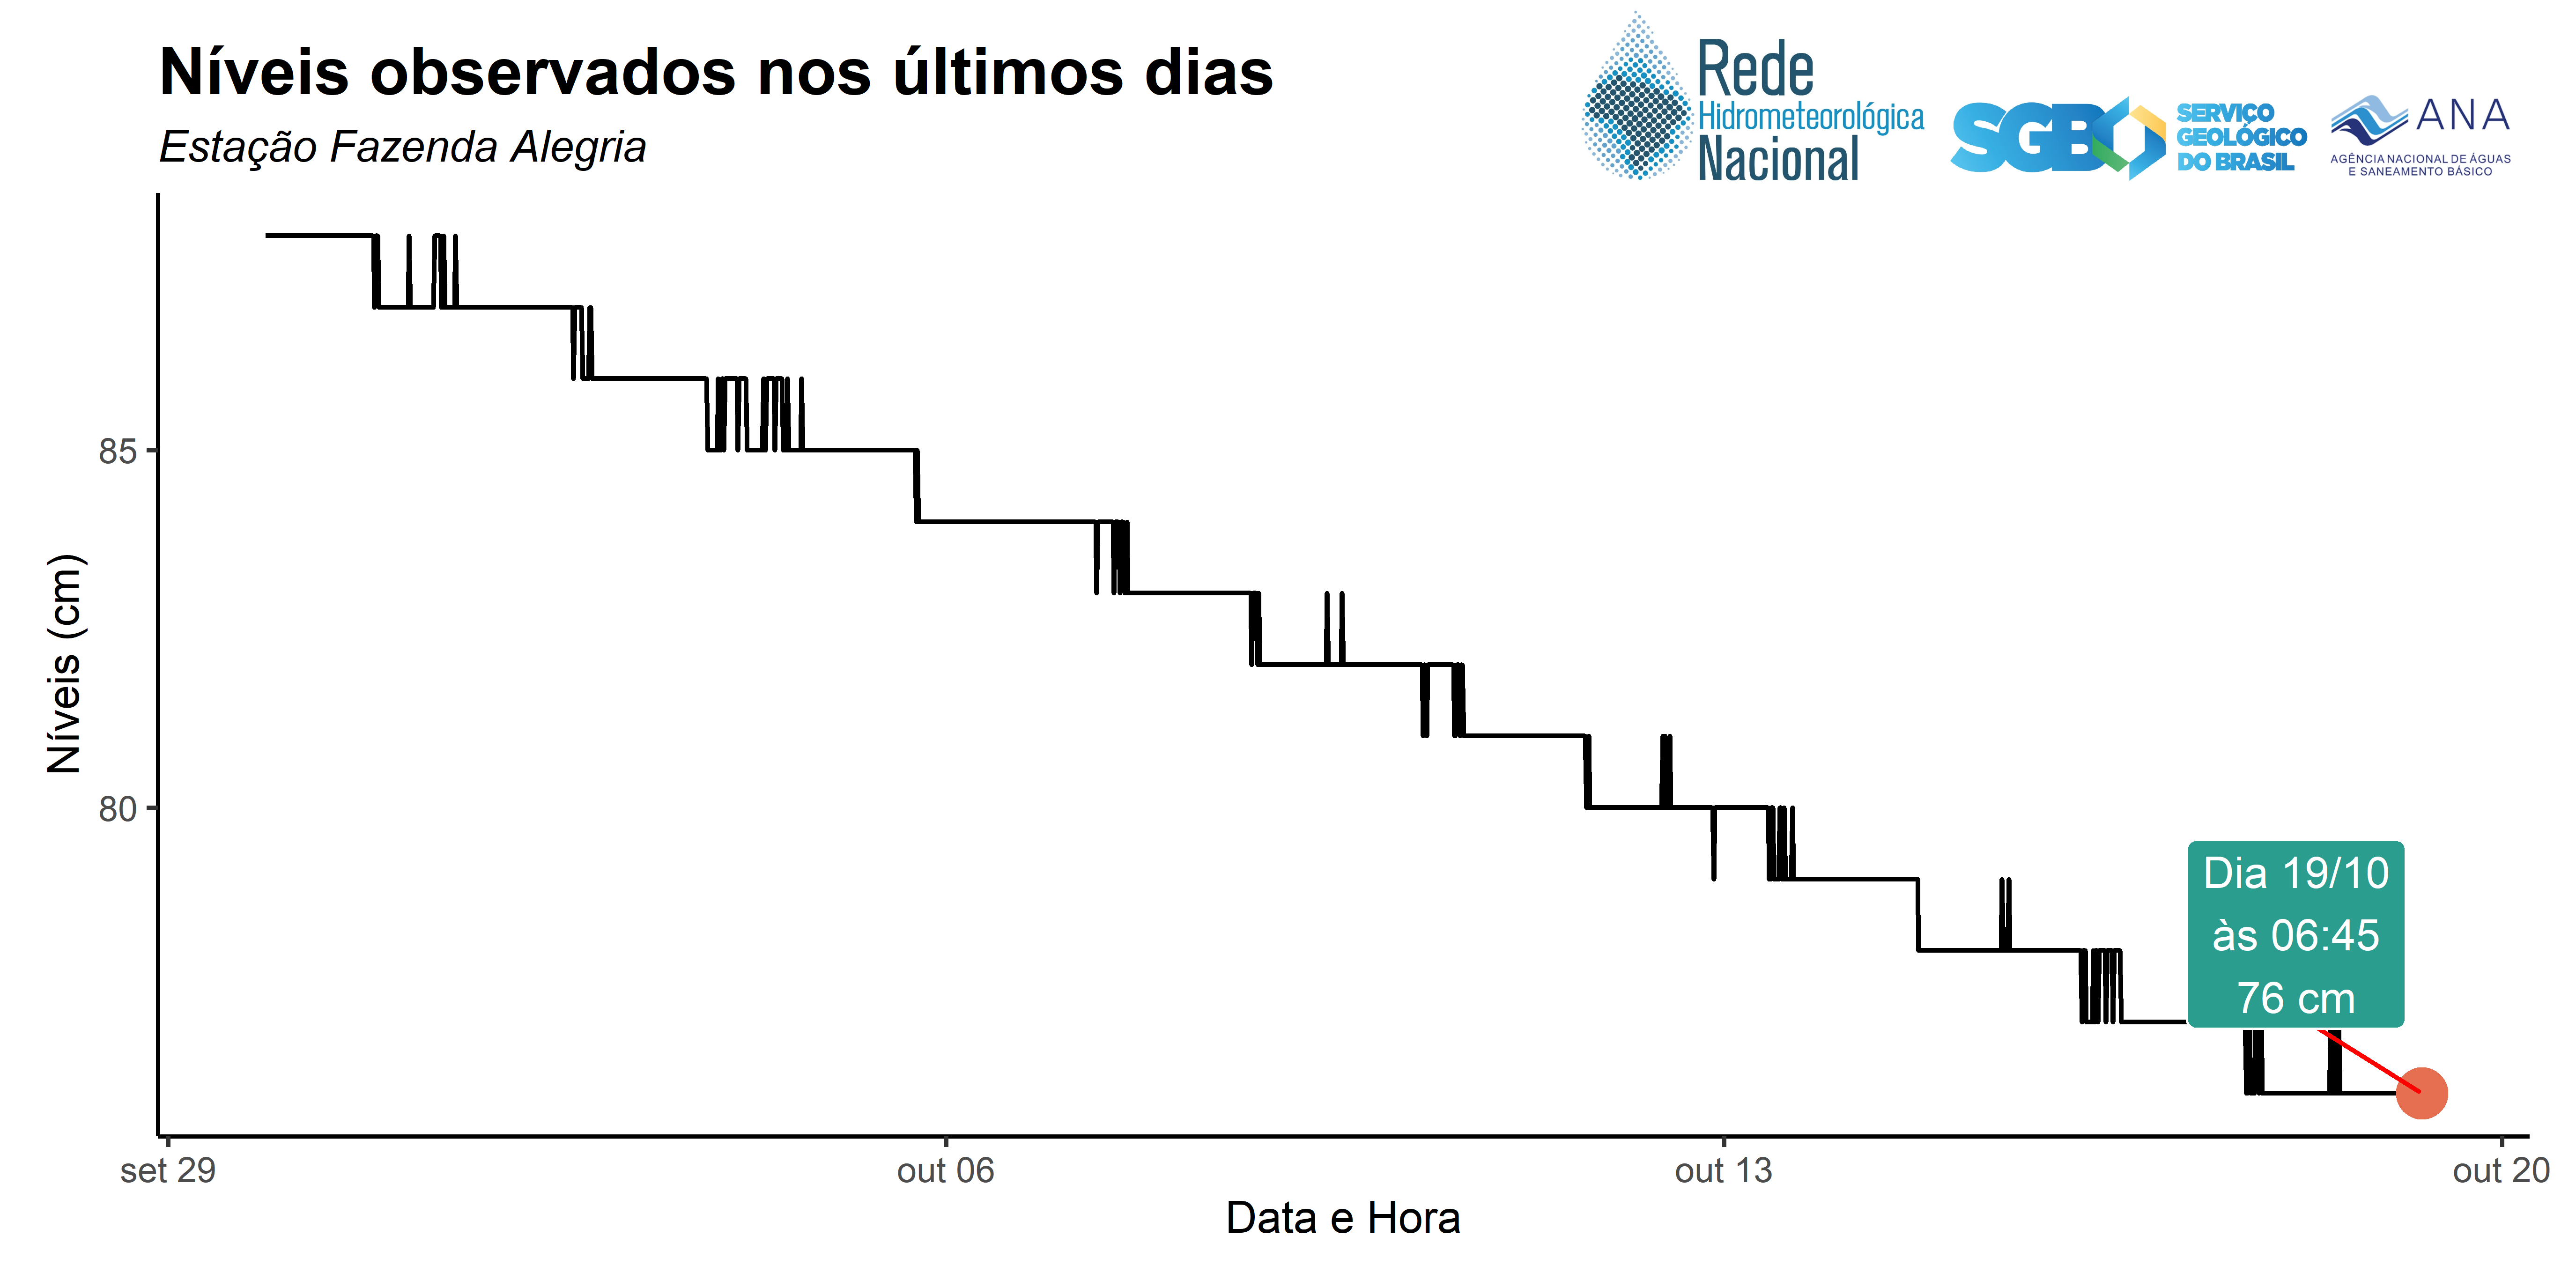 Níveis observados nos últimos dias
Estação Fazenda Alegria
Rede
Hidrometeorológica
Nacional
SGB
SERVIÇO
GEOLÓGICO
DO BRASIL
ANA
AGÊNCIA NACIONAL DE ÁGUAS
E SANEAMENTO BÁSICO
Níveis (cm)
85
80
Dia 19/10
às 06:45
76 cm
set 29
out 06
out 13
out 20
Data e Hora